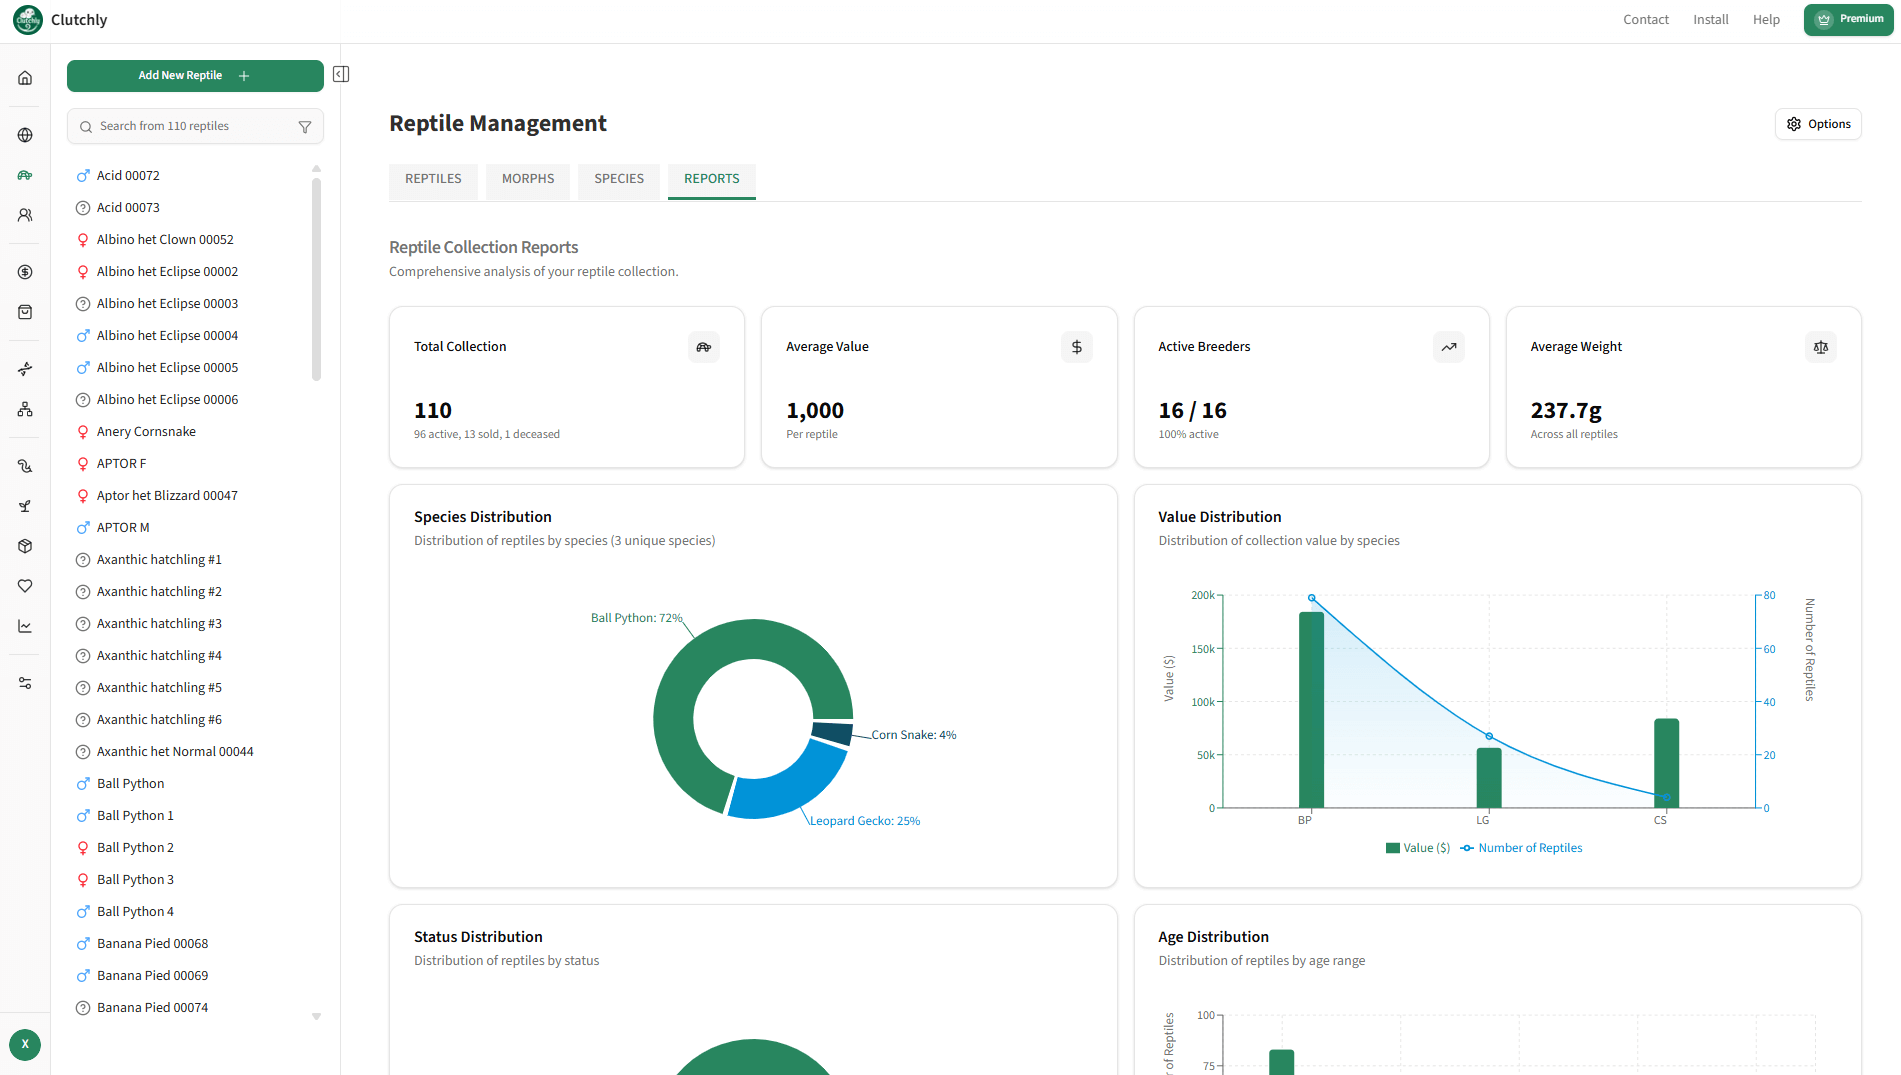 Clutchly
Clutchly
Contact
Install
Help
Premium
Add New Reptile +
Search from 110 reptiles
Acid 00072
Acid 00073
Albino het Clown 00052
Albino het Eclipse 00002
Albino het Eclipse 00003
Albino het Eclipse 00004
Albino het Eclipse 00005
Albino het Eclipse 00006
Anery Cornsnake
APTOR F
Aptor het Blizzard 00047
APTOR M
Axanthic hatchling #1
Axanthic hatchling #2
Axanthic hatchling #3
Axanthic hatchling #4
Axanthic hatchling #5
Axanthic hatchling #6
Axanthic het Normal 00044
Ball Python
Ball Python 1
Ball Python 2
Ball Python 3
Ball Python 4
Banana Pied 00068
Banana Pied 00069
Banana Pied 00074
X
Reptile Management
Options
REPTILES
MORPHS
SPECIES
REPORTS
Reptile Collection Reports
Comprehensive analysis of your reptile collection.
Total Collection
110
96 active, 13 sold, 1 deceased
Average Value
1,000
Per reptile
Active Breeders
16 / 16
100% active
Average Weight
237.7g
Across all reptiles
Species Distribution
Distribution of reptiles by species (3 unique species)
Ball Python: 72%
Corn Snake: 4%
Leopard Gecko: 25%
Value Distribution
Distribution of collection value by species
200k
150k
100k
50k
0
Value ($)
80
60
40
20
0
Number of Reptiles
BP
LG
CS
Value ($)
Number of Reptiles
Status Distribution
Distribution of reptiles by status
Age Distribution
Distribution of reptiles by age range
100
75
of Reptiles